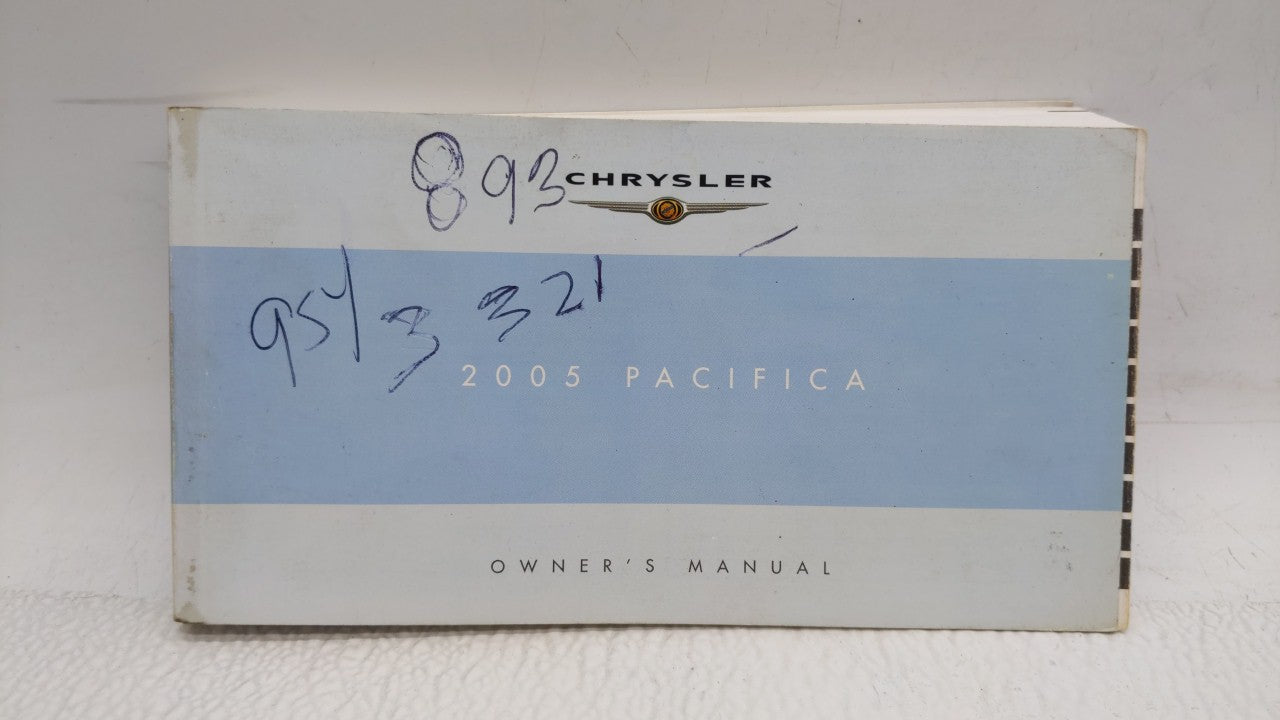 893
CHRYSLER
954 3 321
2005 PACIFICA
OWNER'S MANUAL